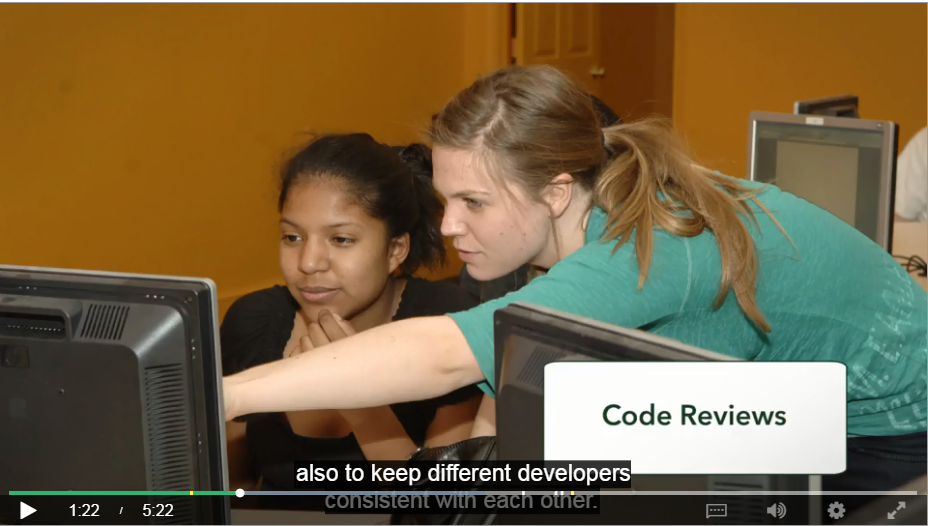 Code Reviews
also to keep different developers
consistent with each other.
1:22 / 5:22